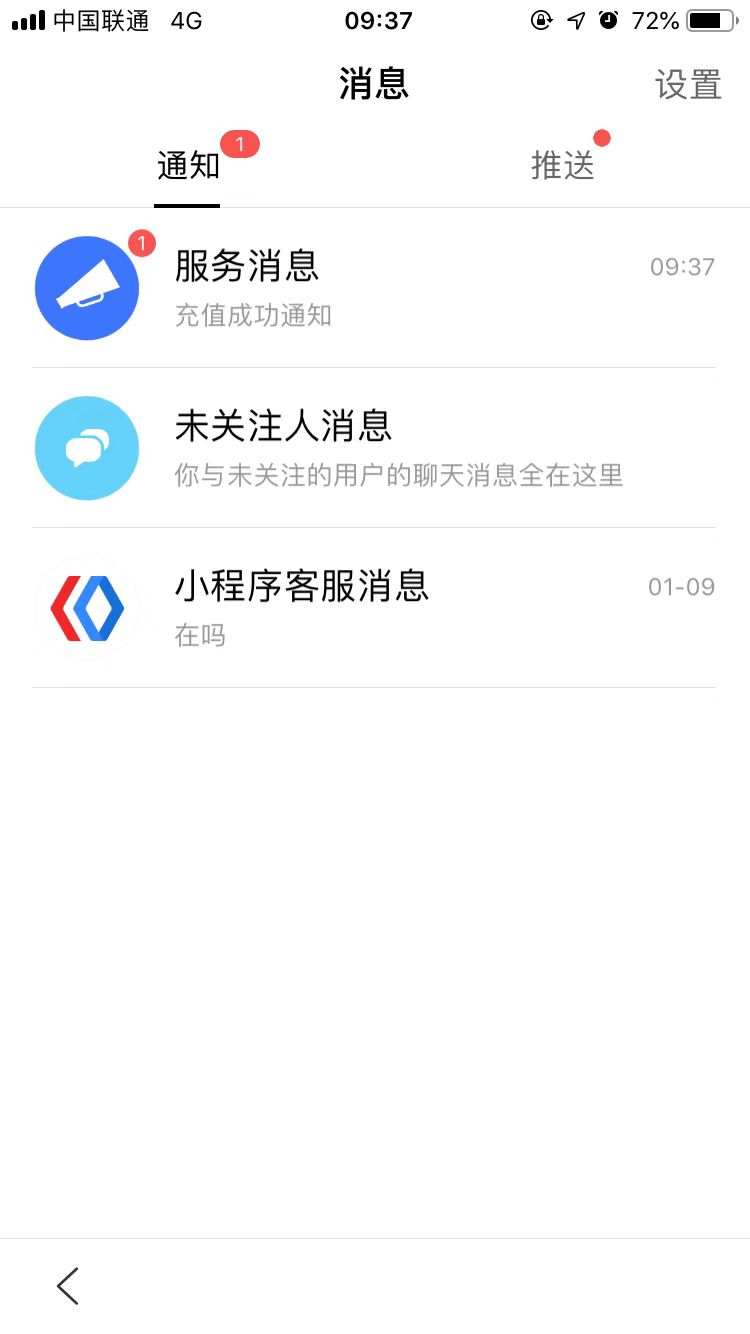 中国联通 4G 09:37 72%
消息 设置
通知 1 推送
1
服务消息 09:37
充值成功通知
未关注人消息
你与未关注的用户的聊天消息全在这里
小程序客服消息 01-09
在吗